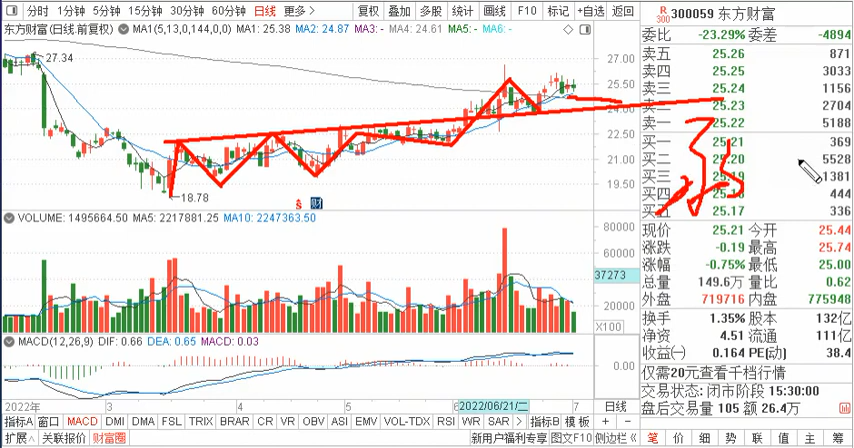 分时 1分钟 5分钟 15分钟 30分钟 60分钟 日线 更多 复权 叠加 多股 统计 画线 F10 标记 +自选 返回
R 300 300059 东方财富
东方财富(日线.前复权) MA1(5,13,0,144,0,0) MA1: 25.38 MA2: 24.87 MA3: - MA4: 24.61 MA5: - MA6: -
委比 -23.29% 委差 -4894
卖五 25.26 871
卖四 25.25 3033
卖三 25.24 1156
卖二 25.23 2704
卖一 25.22 5188
买一 25.21 369
买二 25.20 5528
买三 25.19 1381
买四 25.18 444
买五 25.17 336
27.34
27.00
25.50
24.00
22.50
21.00
19.50
18.78
财
现价 25.21 今开 25.44
涨跌 -0.19 最高 25.74
涨幅 -0.75% 最低 25.00
总量 149.6万 量比 0.62
外盘 719716 内盘 775948
换手 1.35% 股本 132亿
净资 4.51 流通 111亿
收益㈠ 0.164 PE(动) 38.4
仅需20元查看千档行情
交易状态: 闭市阶段 15:30:00
盘后交易量 105 额 26.4万
VOLUME: 1495664.50 MA5: 2217881.25 MA10: 2247363.50
80000
60000
37273
20000
X100
MACD(12,26,9) DIF: 0.66 DEA: 0.65 MACD: 0.03
0.00
2022年 3 4 5 6 2022/06/21/二 7 日线
指标A 窗口 MACD DMI DMA FSL TRIX BRAR CR VR OBV ASI EMV VOL-TDX RSI WR SAR 指标B 模板 + -
扩展 关联报价 财富圈 新用户福利专享 图文F10 侧边栏
笔 价 细 势 联 值 主 筹